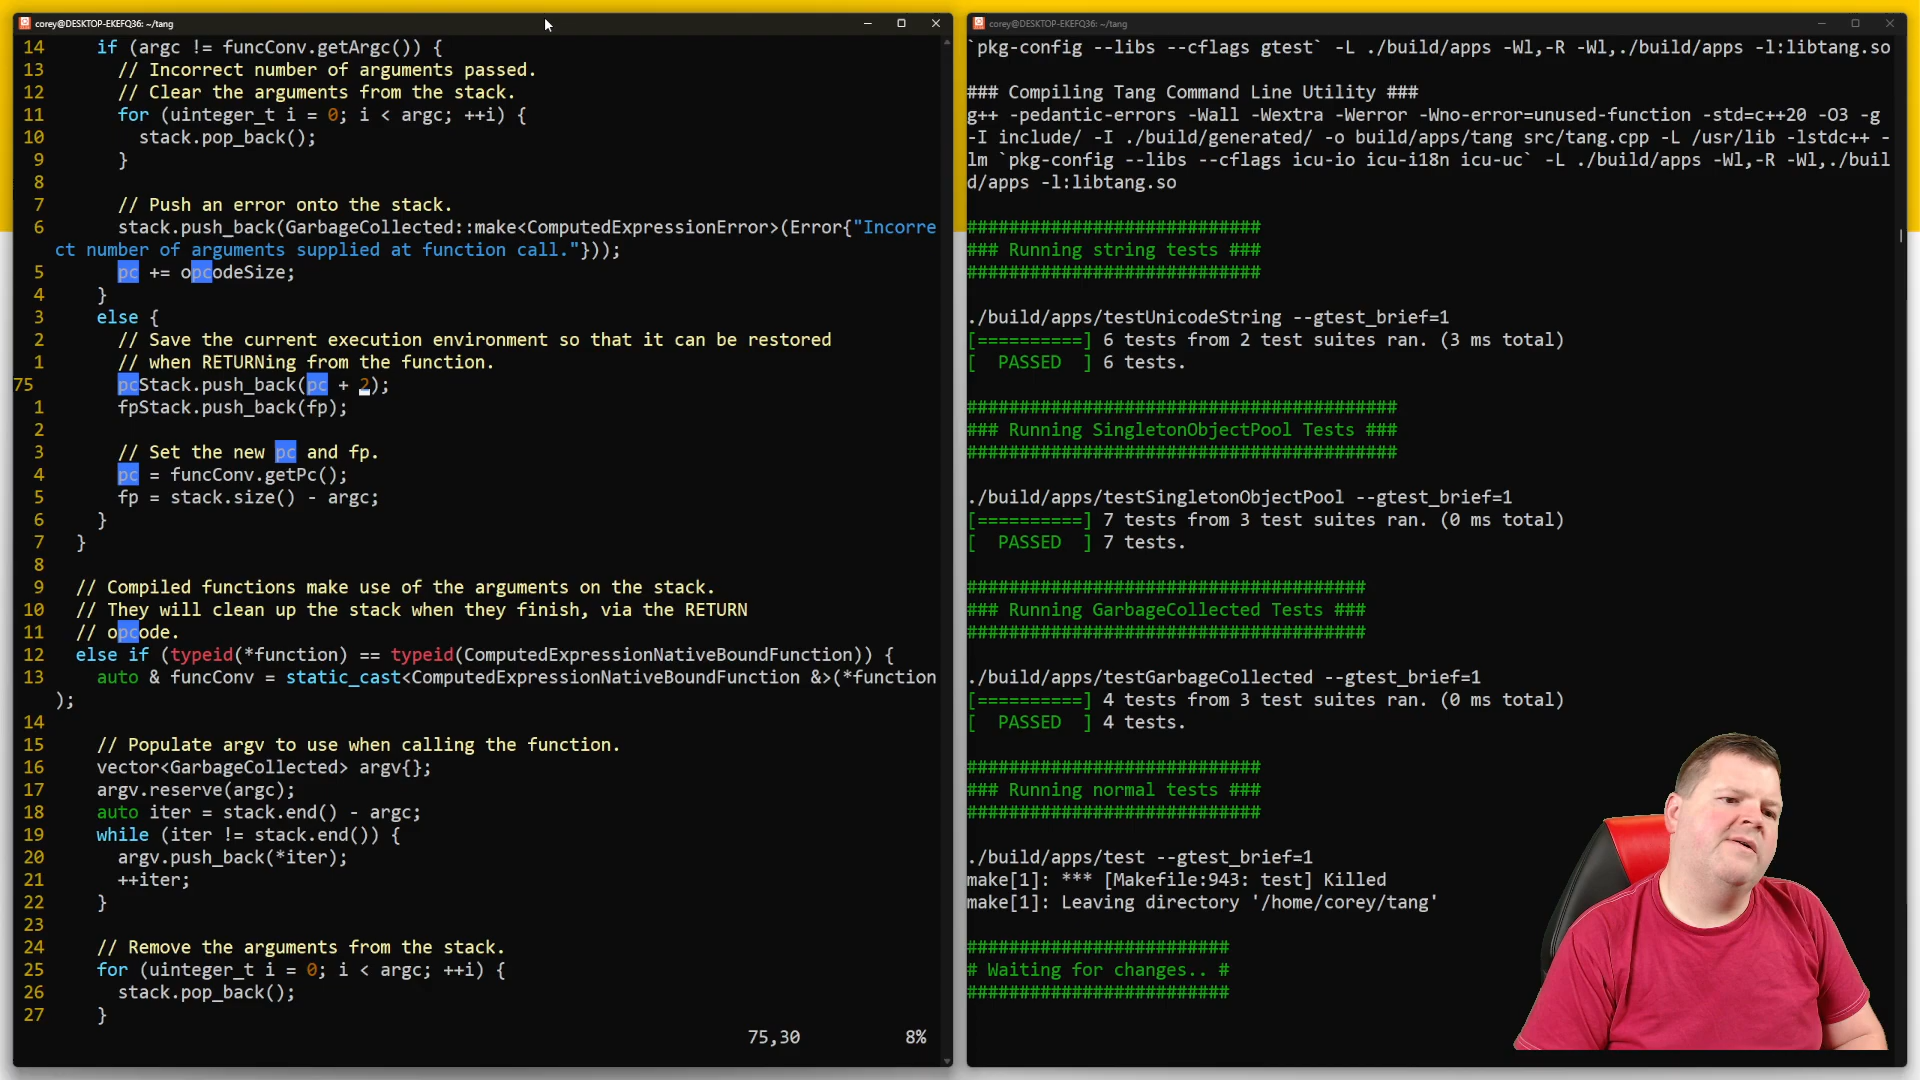 corey@DESKTOP-EKEFQ36: ~/tang
14 if (argc != funcConv.getArgc()) {
13 // Incorrect number of arguments passed.
12 // Clear the arguments from the stack.
11 for (uinteger_t i = 0; i < argc; ++i) {
10 stack.pop_back();
9 }
8
7 // Push an error onto the stack.
6 stack.push_back(GarbageCollected::make<ComputedExpressionError>(Error{"Incorre
ct number of arguments supplied at function call."}));
5 pc += opcodeSize;
4 }
3 else {
2 // Save the current execution environment so that it can be restored
1 // when RETURNing from the function.
75 pcStack.push_back(pc + 2);
1 fpStack.push_back(fp);
2
3 // Set the new pc and fp.
4 pc = funcConv.getPc();
5 fp = stack.size() - argc;
6 }
7 }
8
9 // Compiled functions make use of the arguments on the stack.
10 // They will clean up the stack when they finish, via the RETURN
11 // opcode.
12 else if (typeid(*function) == typeid(ComputedExpressionNativeBoundFunction)) {
13 auto & funcConv = static_cast<ComputedExpressionNativeBoundFunction &>(*function
);
14
15 // Populate argv to use when calling the function.
16 vector<GarbageCollected> argv{};
17 argv.reserve(argc);
18 auto iter = stack.end() - argc;
19 while (iter != stack.end()) {
20 argv.push_back(*iter);
21 ++iter;
22 }
23
24 // Remove the arguments from the stack.
25 for (uinteger_t i = 0; i < argc; ++i) {
26 stack.pop_back();
27 }
75,30 8%
corey@DESKTOP-EKEFQ36: ~/tang
`pkg-config --libs --cflags gtest` -L ./build/apps -Wl,-R -Wl,./build/apps -l:libtang.so

### Compiling Tang Command Line Utility ###
g++ -pedantic-errors -Wall -Wextra -Werror -Wno-error=unused-function -std=c++20 -O3 -g
-I include/ -I ./build/generated/ -o build/apps/tang src/tang.cpp -L /usr/lib -lstdc++ -
lm `pkg-config --libs --cflags icu-io icu-i18n icu-uc` -L ./build/apps -Wl,-R -Wl,./buil
d/apps -l:libtang.so

############################
### Running string tests ###
############################

./build/apps/testUnicodeString --gtest_brief=1
[==========] 6 tests from 2 test suites ran. (3 ms total)
[  PASSED  ] 6 tests.

#########################################
### Running SingletonObjectPool Tests ###
#########################################

./build/apps/testSingletonObjectPool --gtest_brief=1
[==========] 7 tests from 3 test suites ran. (0 ms total)
[  PASSED  ] 7 tests.

######################################
### Running GarbageCollected Tests ###
######################################

./build/apps/testGarbageCollected --gtest_brief=1
[==========] 4 tests from 3 test suites ran. (0 ms total)
[  PASSED  ] 4 tests.

############################
### Running normal tests ###
############################

./build/apps/test --gtest_brief=1
make[1]: *** [Makefile:943: test] Killed
make[1]: Leaving directory '/home/corey/tang'

#########################
# Waiting for changes.. #
#########################